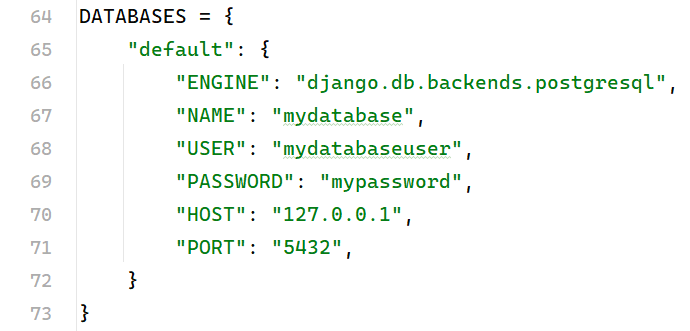 64 DATABASES = {
65     "default": {
66         "ENGINE": "django.db.backends.postgresql",
67         "NAME": "mydatabase",
68         "USER": "mydatabaseuser",
69         "PASSWORD": "mypassword",
70         "HOST": "127.0.0.1",
71         "PORT": "5432",
72     }
73 }